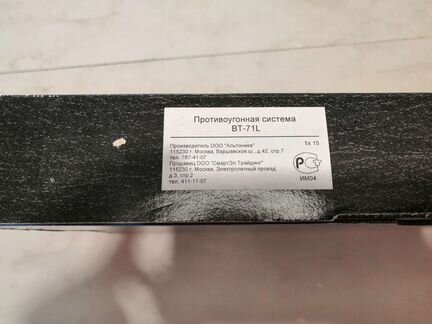 Противоугонная система
BT-71L
Производитель ООО "Альтоника"
1x 15
115230 г. Москва, Варшавское ш., д.42, стр.7
тел. 787-41-07
Продавец ООО "СмартЭл Трайдинг"
115230 г. Москва, Электролитный проезд,
д.3, стр.2
тел. 411-17-07
ИМ04